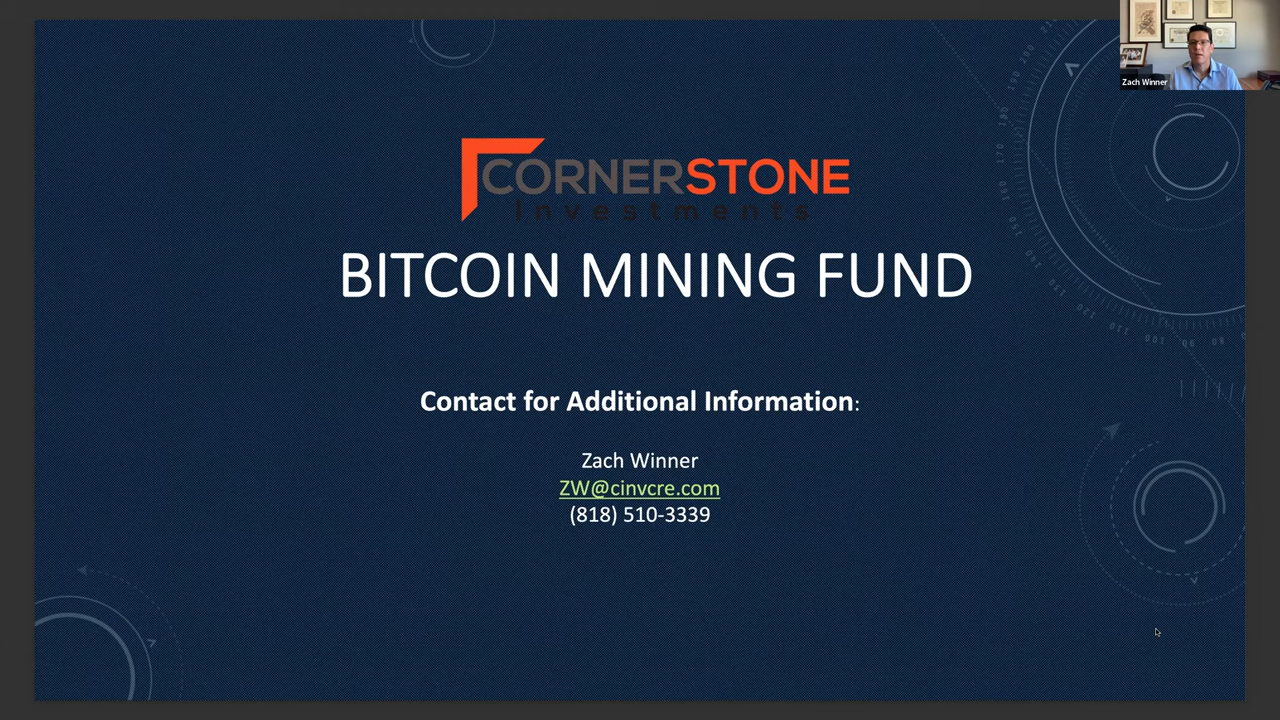 Zach Winner
CORNERSTONE
Investments
BITCOIN MINING FUND
Contact for Additional Information:
Zach Winner
ZW@cinvcre.com
(818) 510-3339